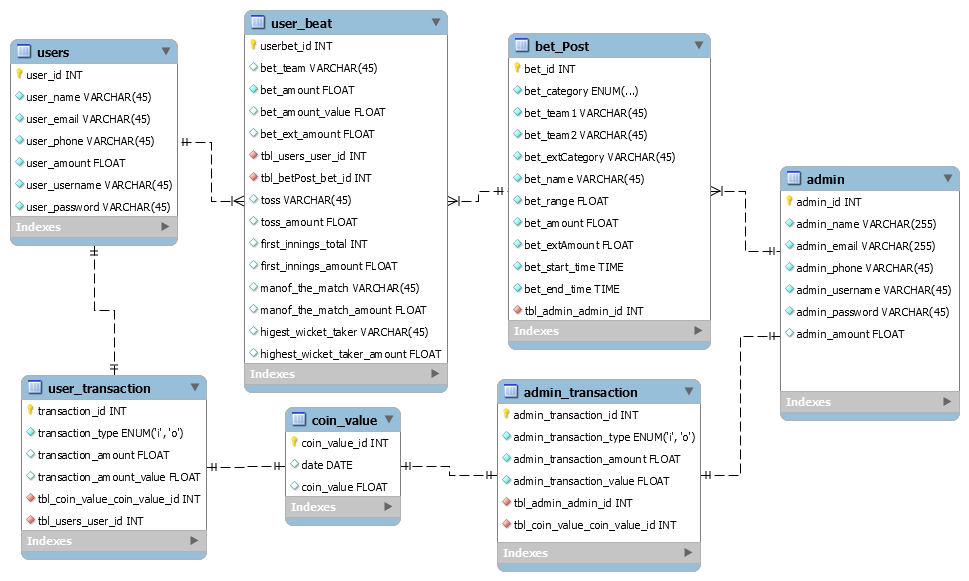 users
user_id INT
user_name VARCHAR(45)
user_email VARCHAR(45)
user_phone VARCHAR(45)
user_amount FLOAT
user_username VARCHAR(45)
user_password VARCHAR(45)
Indexes
user_beat
userbet_id INT
bet_team VARCHAR(45)
bet_amount FLOAT
bet_amount_value FLOAT
bet_ext_amount FLOAT
tbl_users_user_id INT
tbl_betPost_bet_id INT
toss VARCHAR(45)
toss_amount FLOAT
first_innings_total INT
first_innings_amount FLOAT
manof_the_match VARCHAR(45)
manof_the_match_amount FLOAT
higest_wicket_taker VARCHAR(45)
highest_wicket_taker_amount FLOAT
Indexes
bet_Post
bet_id INT
bet_category ENUM(...)
bet_team1 VARCHAR(45)
bet_team2 VARCHAR(45)
bet_extCategory VARCHAR(45)
bet_name VARCHAR(45)
bet_range FLOAT
bet_amount FLOAT
bet_extAmount FLOAT
bet_start_time TIME
bet_end_time TIME
tbl_admin_admin_id INT
Indexes
admin
admin_id INT
admin_name VARCHAR(255)
admin_email VARCHAR(255)
admin_phone VARCHAR(45)
admin_username VARCHAR(45)
admin_password VARCHAR(45)
admin_amount FLOAT
Indexes
user_transaction
transaction_id INT
transaction_type ENUM('i', 'o')
transaction_amount FLOAT
transaction_amount_value FLOAT
tbl_coin_value_coin_value_id INT
tbl_users_user_id INT
Indexes
coin_value
coin_value_id INT
date DATE
coin_value FLOAT
Indexes
admin_transaction
admin_transaction_id INT
admin_transaction_type ENUM('i', 'o')
admin_transaction_amount FLOAT
admin_transaction_value FLOAT
tbl_admin_admin_id INT
tbl_coin_value_coin_value_id INT
Indexes